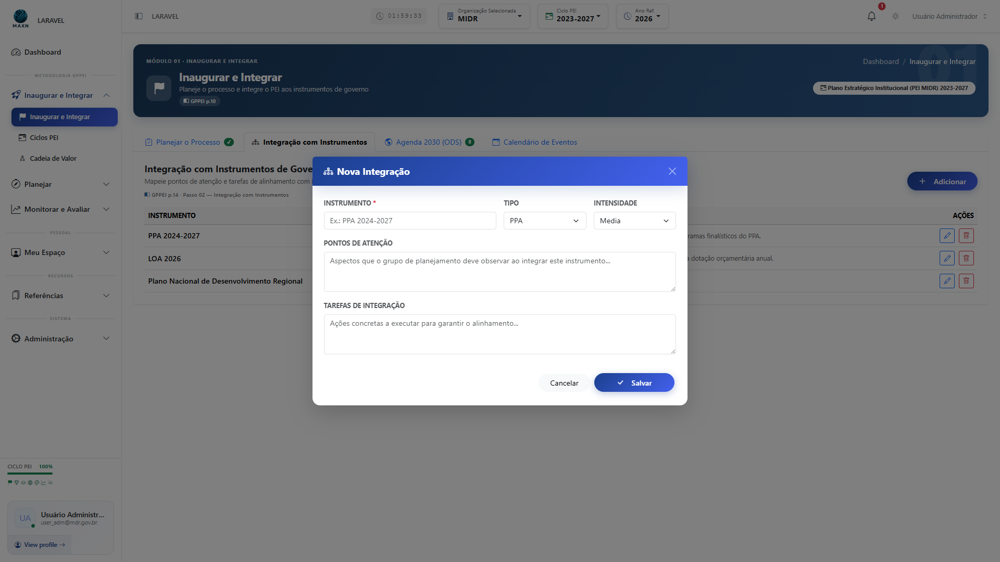 MAXN
LARAVEL
LARAVEL
01:59:33
Organização Selecionada
MIDR
Ciclo PEI
2023-2027
Ano Ref.
2026
1
Usuário Administrador
Dashboard
METODOLOGIA GPPEI
Inaugurar e Integrar
Inaugurar e Integrar
Ciclos PEI
Cadeia de Valor
Planejar
Monitorar e Avaliar
PESSOAL
Meu Espaço
RECURSOS
Referências
SISTEMA
Administração
CICLO PEI 100%
UA
Usuário Administr...
user_adm@mdr.gov.br
View profile →
MÓDULO 01 · INAUGURAR E INTEGRAR
Inaugurar e Integrar
Planeje o processo e integre o PEI aos instrumentos de governo
GPPEI p.10
01
Dashboard / Inaugurar e Integrar
Plano Estratégico Institucional (PEI MIDR) 2023-2027
Planejar o Processo
Integração com Instrumentos
Agenda 2030 (ODS) 8
Calendário de Eventos
Integração com Instrumentos de Gove
Mapeie pontos de atenção e tarefas de alinhamento com
GPPEI p.14 · Passo 02 — Integração com Instrumentos
+ Adicionar
INSTRUMENTO
AÇÕES
PPA 2024-2027
ramas finalísticos do PPA.
LOA 2026
a dotação orçamentária anual.
Plano Nacional de Desenvolvimento Regional
Nova Integração
INSTRUMENTO *
TIPO
INTENSIDADE
Ex.: PPA 2024-2027
PPA
Media
PONTOS DE ATENÇÃO
Aspectos que o grupo de planejamento deve observar ao integrar este instrumento...
TAREFAS DE INTEGRAÇÃO
Ações concretas a executar para garantir o alinhamento...
Cancelar
Salvar